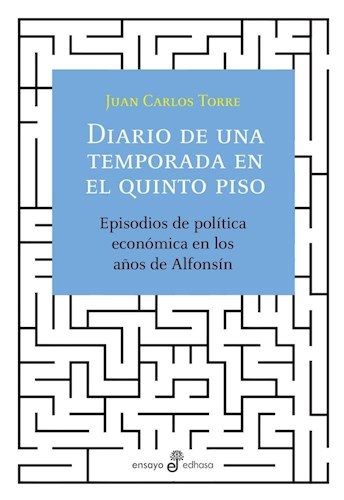 JUAN CARLOS TORRE
DIARIO DE UNA
TEMPORADA EN
EL QUINTO PISO
Episodios de política
económica en los
años de Alfonsín
ensayo edhasa